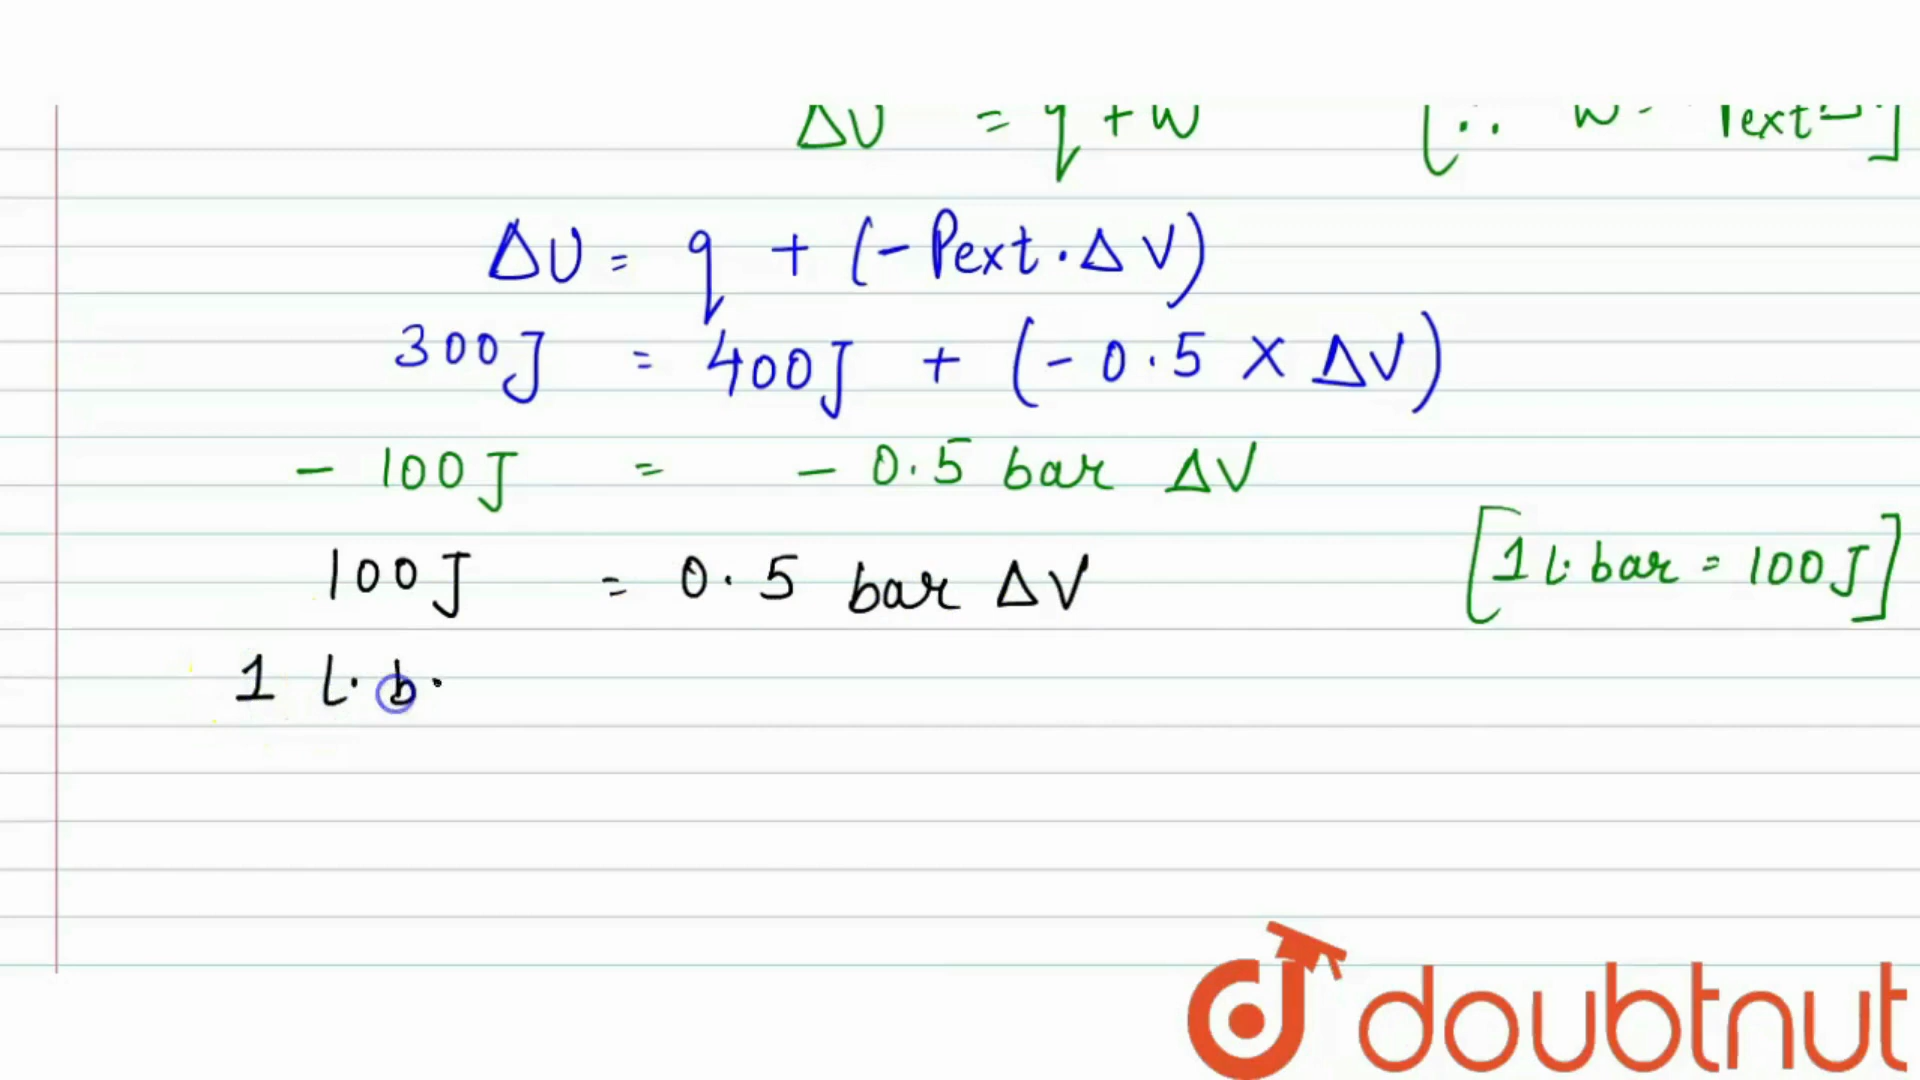 ΔU = q + W [∴ W = Pext
ΔU = q + (- Pext . ΔV)
300J = 400J + (- 0.5 X ΔV)
- 100J = - 0.5 bar ΔV
100J = 0.5 bar ΔV [1 L. bar = 100J]
1 L. b.
doubtnut